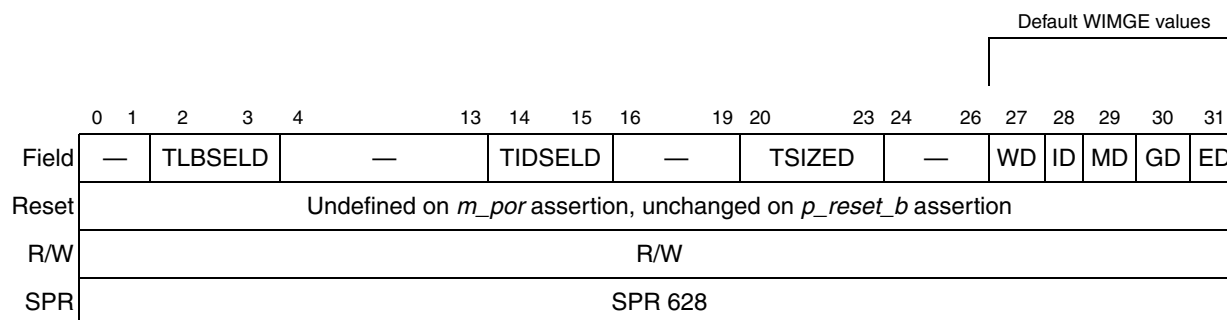 Default WIMGE values
0 1 2 3 4 13 14 15 16 19 20 23 24 26 27 28 29 30 31
Field — TLBSELD — TIDSELD — TSIZED — WD ID MD GD ED
Reset Undefined on m_por assertion, unchanged on p_reset_b assertion
R/W R/W
SPR SPR 628